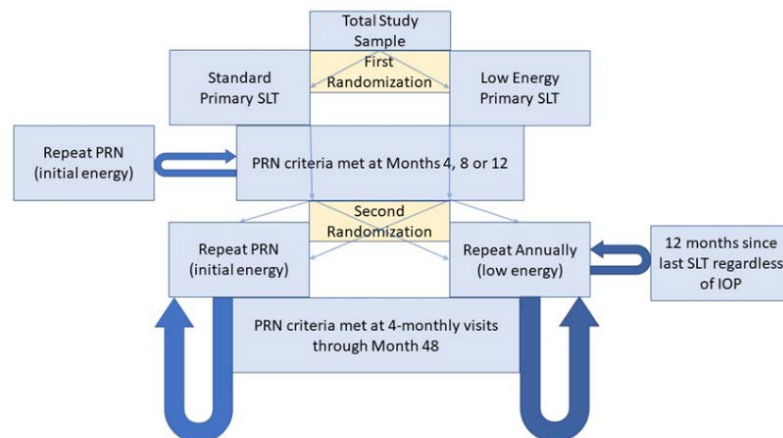 Total Study
Sample
First
Randomization
Standard
Primary SLT
Low Energy
Primary SLT
Repeat PRN
(initial energy)
PRN criteria met at Months 4, 8 or 12
Second
Randomization
Repeat PRN
(initial energy)
Repeat Annually
(low energy)
12 months since
last SLT regardless
of IOP
PRN criteria met at 4-monthly visits
through Month 48